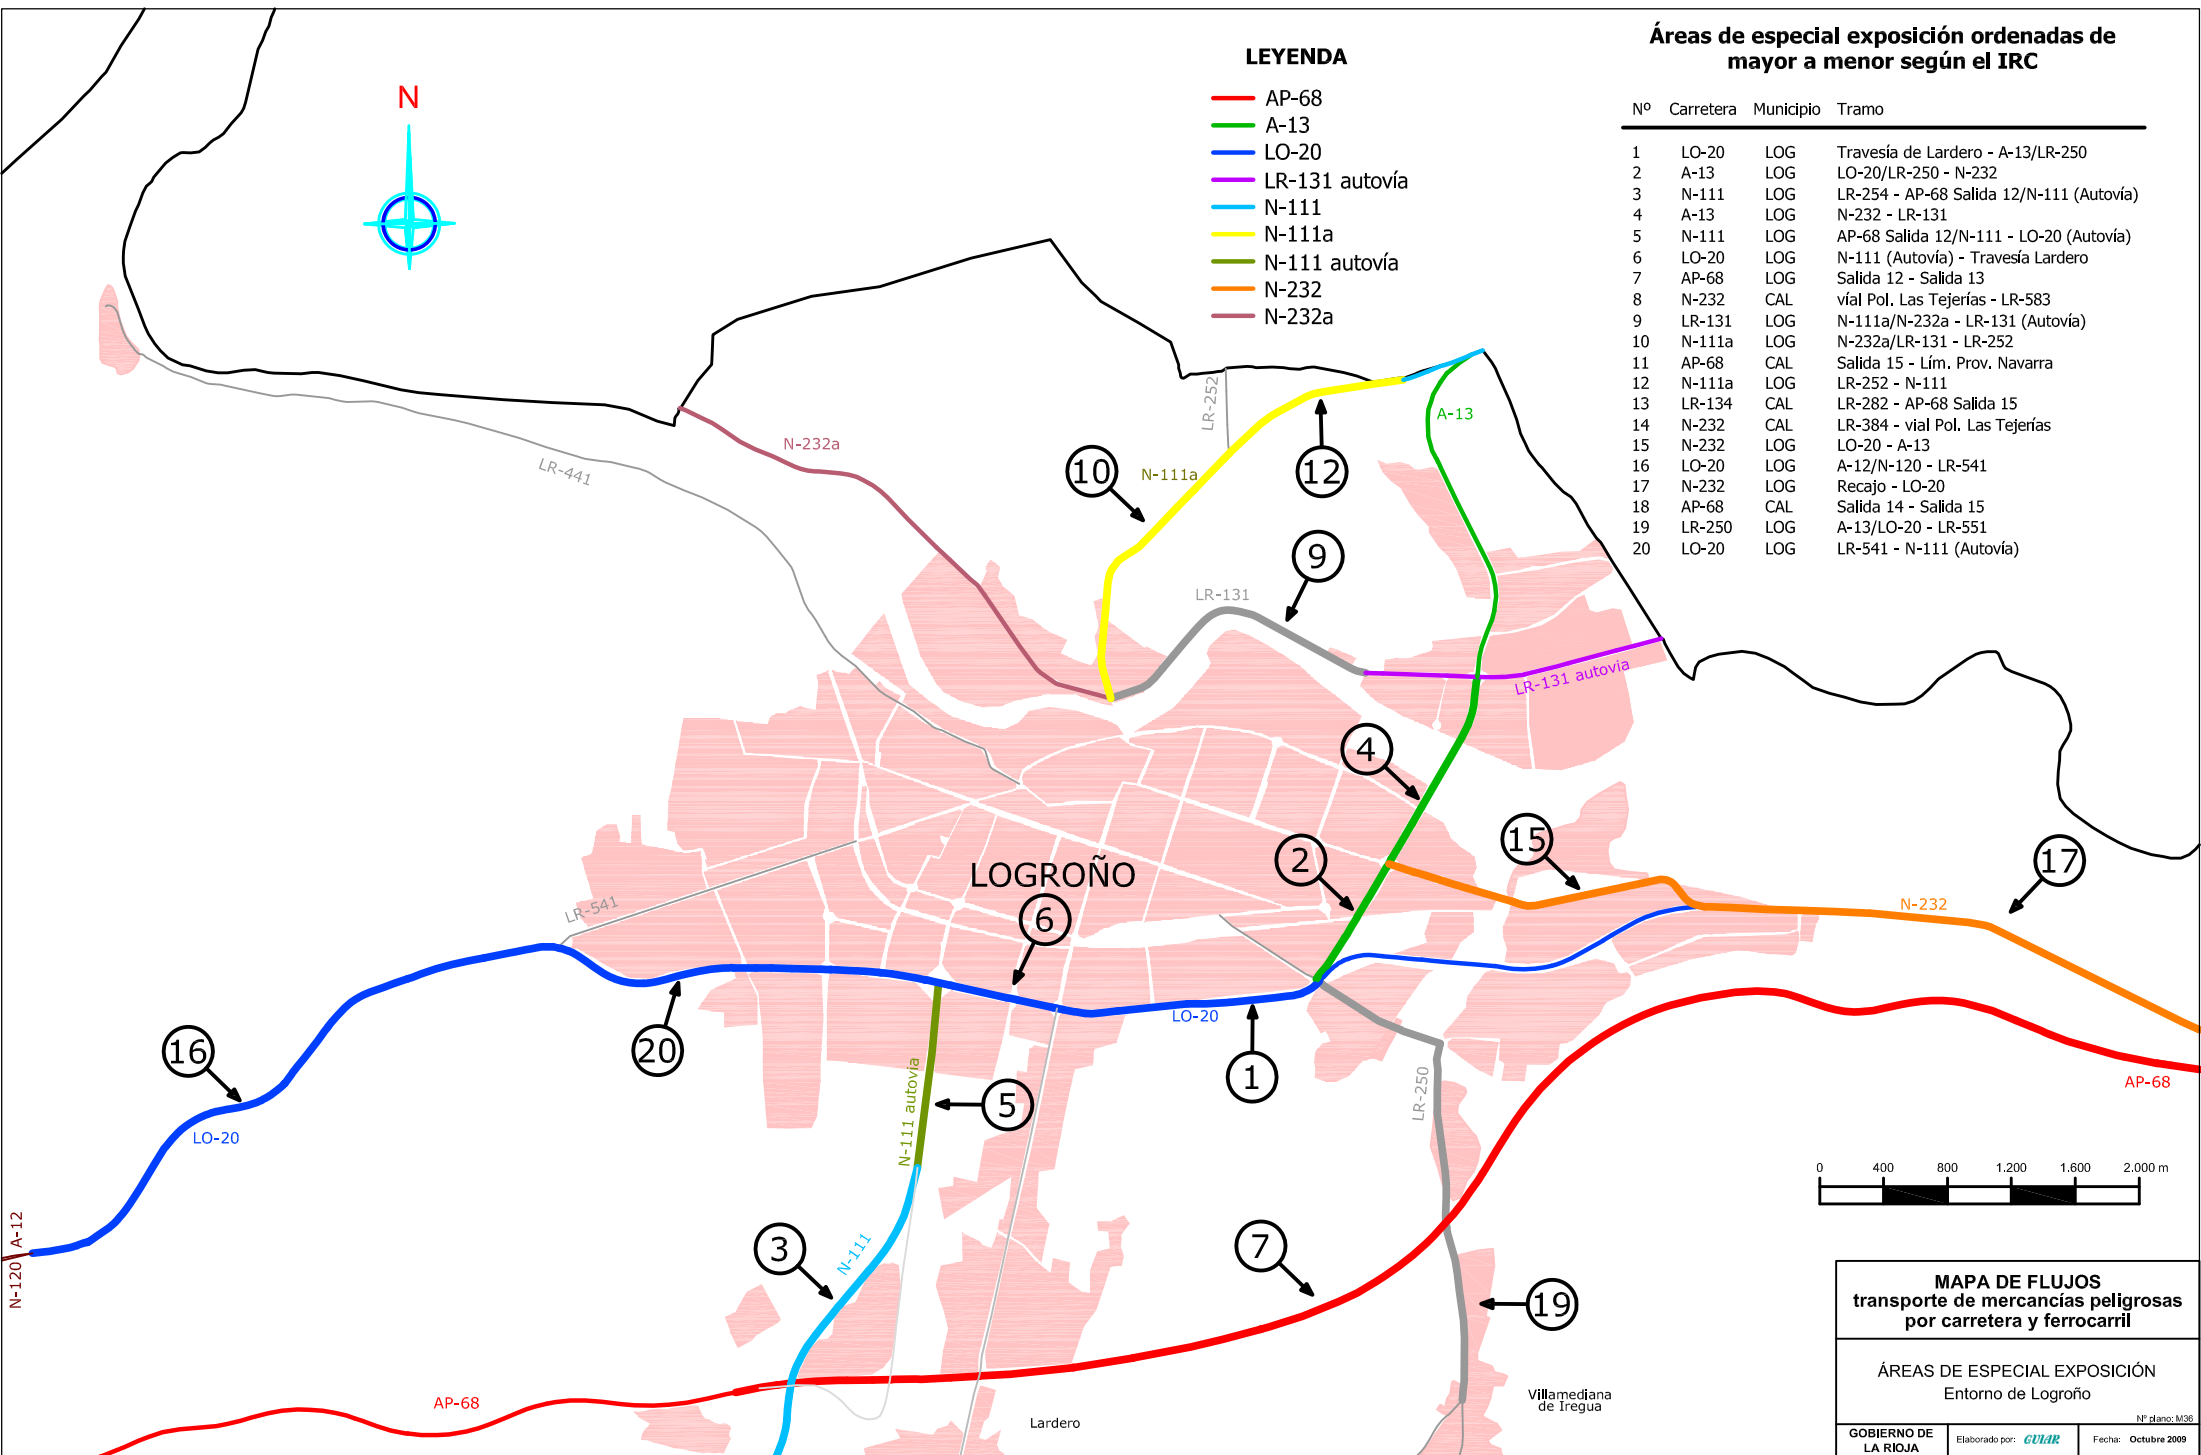 LEYENDA
AP-68
A-13
LO-20
LR-131 autovía
N-111
N-111a
N-111 autovía
N-232
N-232a
Áreas de especial exposición ordenadas de
mayor a menor según el IRC
Nº Carretera Municipio Tramo
1 LO-20 LOG Travesía de Lardero - A-13/LR-250
2 A-13 LOG LO-20/LR-250 - N-232
3 N-111 LOG LR-254 - AP-68 Salida 12/N-111 (Autovía)
4 A-13 LOG N-232 - LR-131
5 N-111 LOG AP-68 Salida 12/N-111 - LO-20 (Autovía)
6 LO-20 LOG N-111 (Autovía) - Travesía Lardero
7 AP-68 LOG Salida 12 - Salida 13
8 N-232 CAL víal Pol. Las Tejerías - LR-583
9 LR-131 LOG N-111a/N-232a - LR-131 (Autovía)
10 N-111a LOG N-232a/LR-131 - LR-252
11 AP-68 CAL Salida 15 - Lím. Prov. Navarra
12 N-111a LOG LR-252 - N-111
13 LR-134 CAL LR-282 - AP-68 Salida 15
14 N-232 CAL LR-384 - vial Pol. Las Tejerías
15 N-232 LOG LO-20 - A-13
16 LO-20 LOG A-12/N-120 - LR-541
17 N-232 LOG Recajo - LO-20
18 AP-68 CAL Salida 14 - Salida 15
19 LR-250 LOG A-13/LO-20 - LR-551
20 LO-20 LOG LR-541 - N-111 (Autovía)
N
LR-252
A-13
N-232a
LR-441
N-111a
10
12
9
LR-131
LR-131 autovía
4
2
15
17
LOGROÑO
6
LR-541
N-232
LO-20
16
20
1
5
N-111 autovía
LR-250
AP-68
LO-20
0 400 800 1.200 1.600 2.000 m
A-12
N-120
3
N-111
7
19
AP-68
Lardero
Villamediana
de Iregua
MAPA DE FLUJOS
transporte de mercancías peligrosas
por carretera y ferrocarril
ÁREAS DE ESPECIAL EXPOSICIÓN
Entorno de Logroño
Nº plano: M36
GOBIERNO DE
LA RIOJA
Elaborado por: GUIAR
Fecha: Octubre 2009